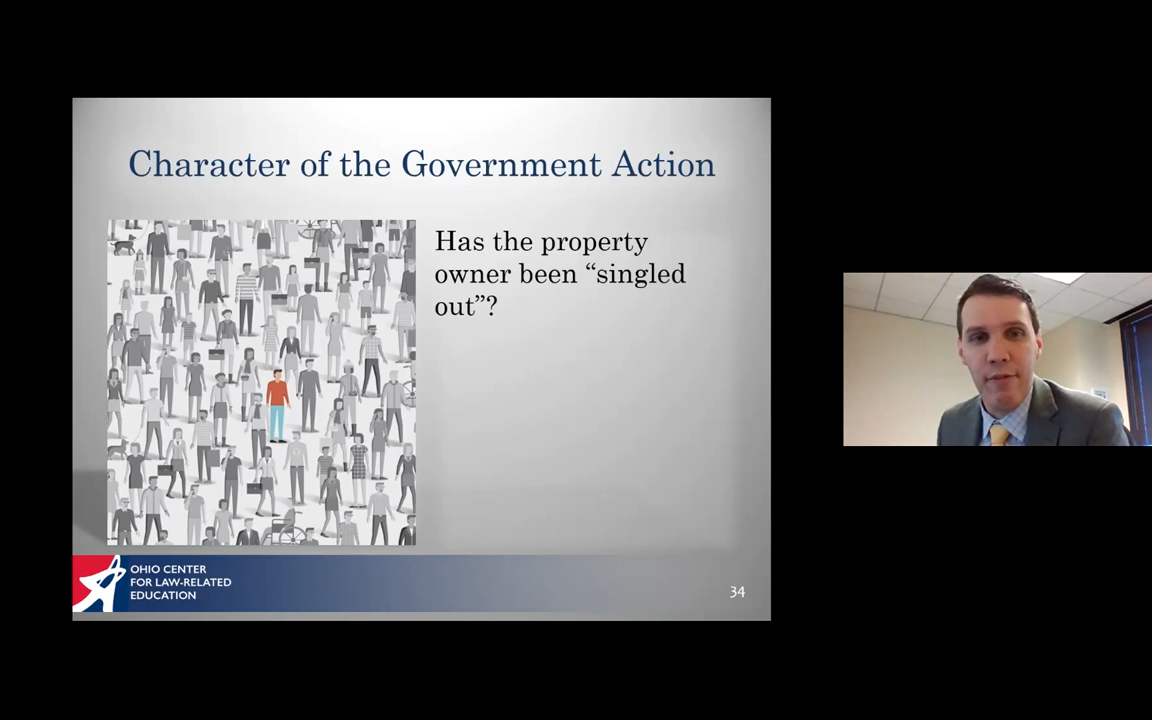 Character of the Government Action
Has the property
owner been “singled
out”?
OHIO CENTER
FOR LAW-RELATED
EDUCATION
34